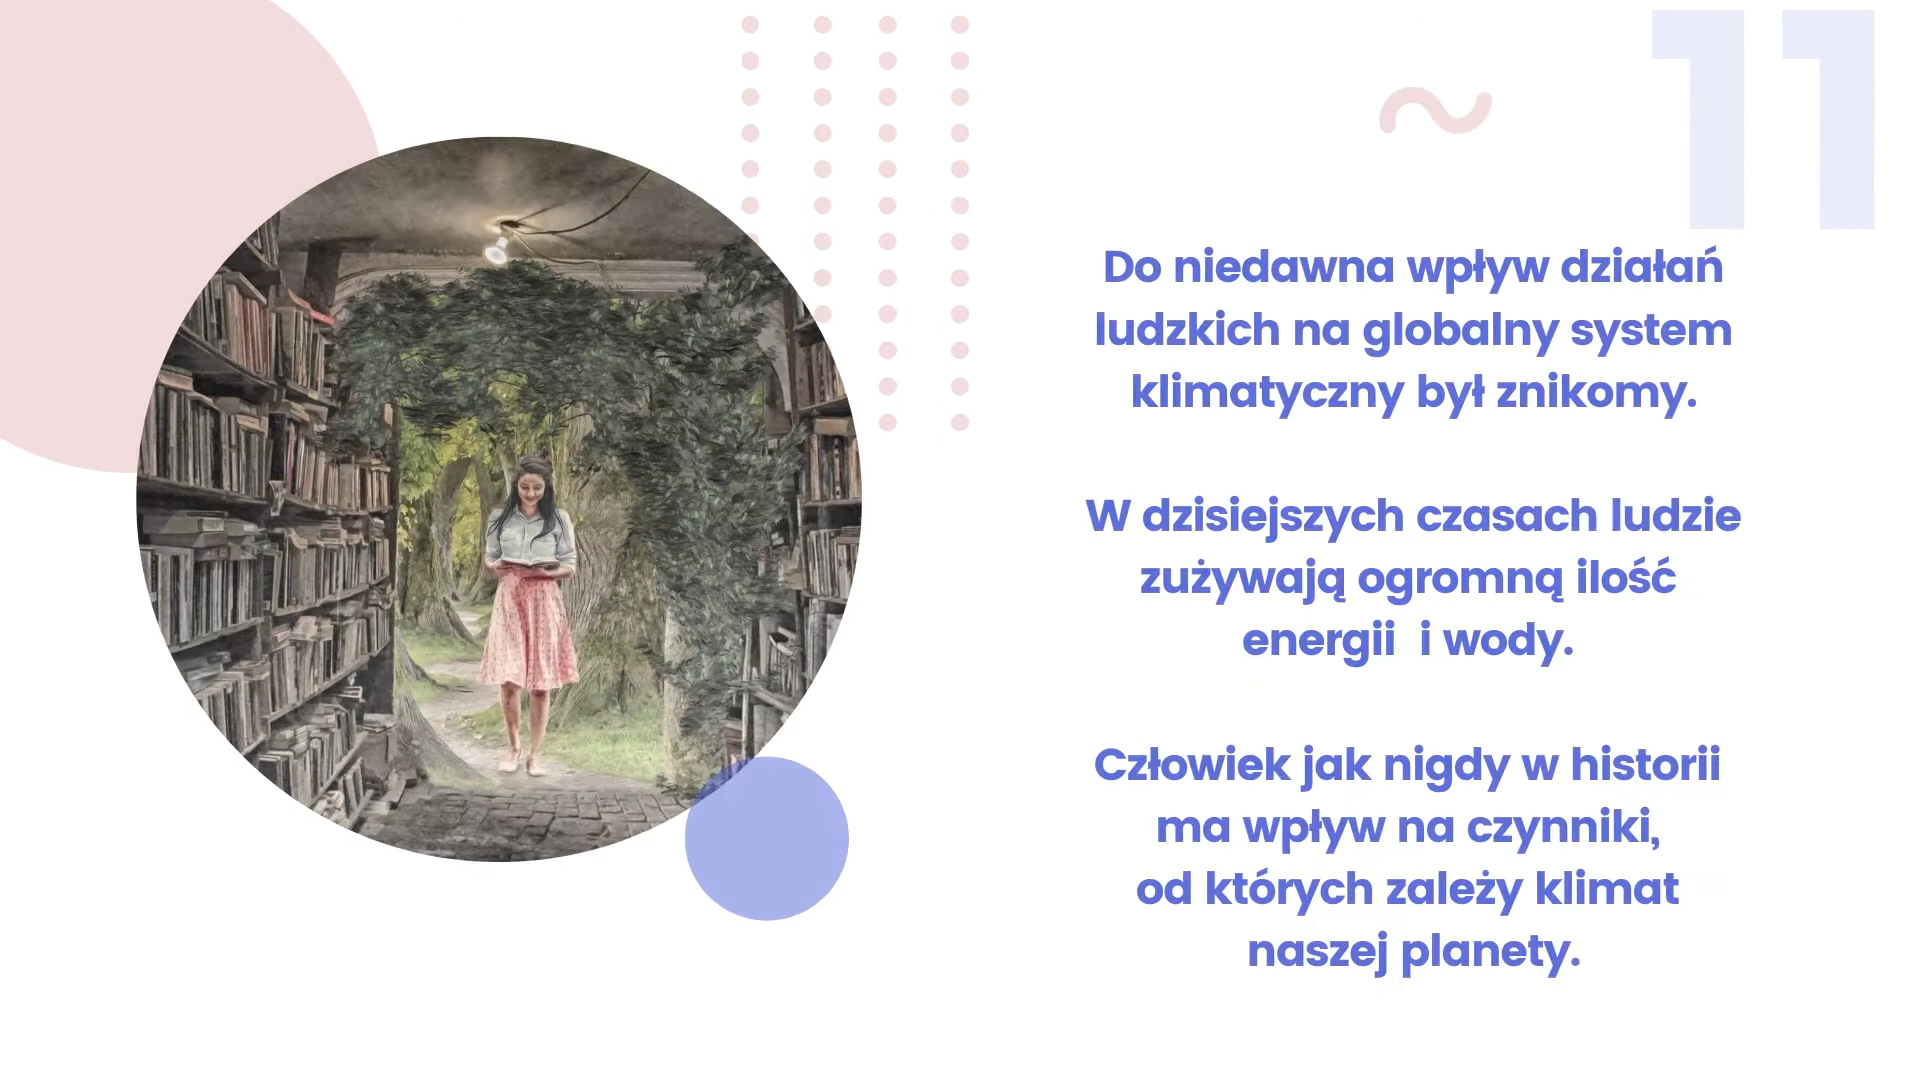 11
Do niedawna wpływ działań
ludzkich na globalny system
klimatyczny był znikomy.
W dzisiejszych czasach ludzie
zużywają ogromną ilość
energii  i wody.
Człowiek jak nigdy w historii
ma wpływ na czynniki,
od których zależy klimat
naszej planety.